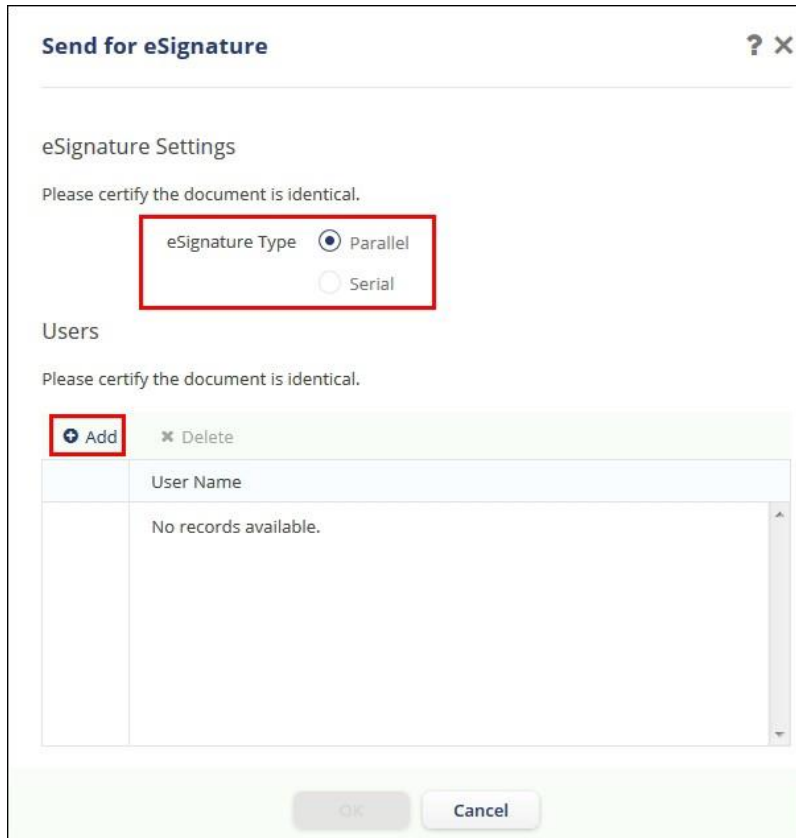 Send for eSignature
eSignature Settings
Please certify the document is identical.
eSignature Type Parallel
Serial
Users
Please certify the document is identical.
Add Delete
User Name
No records available.
OK Cancel